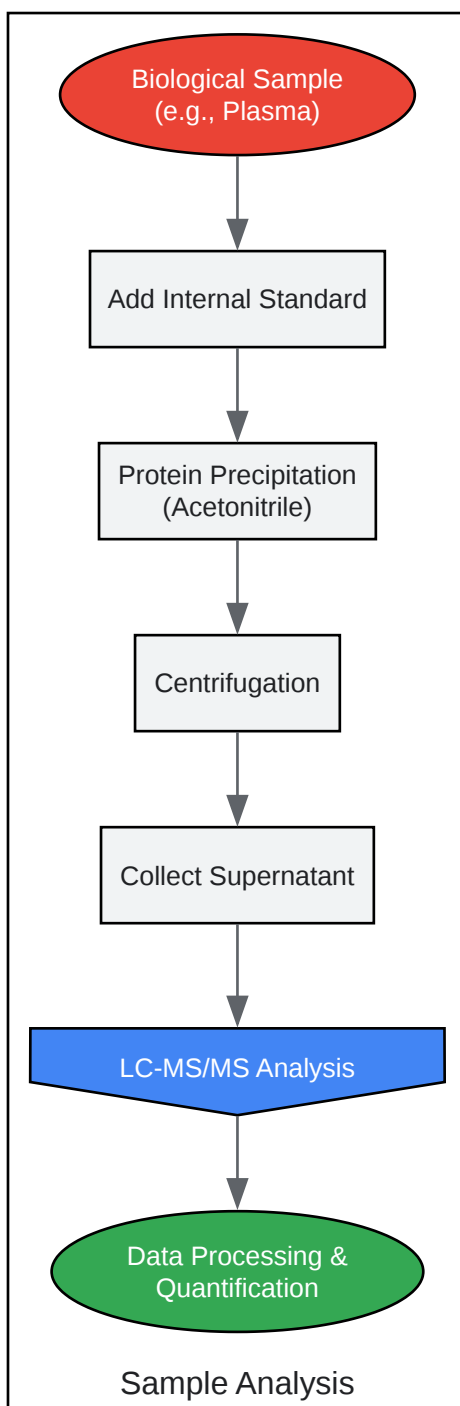 Biological Sample
(e.g., Plasma)
Add Internal Standard
Protein Precipitation
(Acetonitrile)
Centrifugation
Collect Supernatant
LC-MS/MS Analysis
Data Processing &
Quantification
Sample Analysis